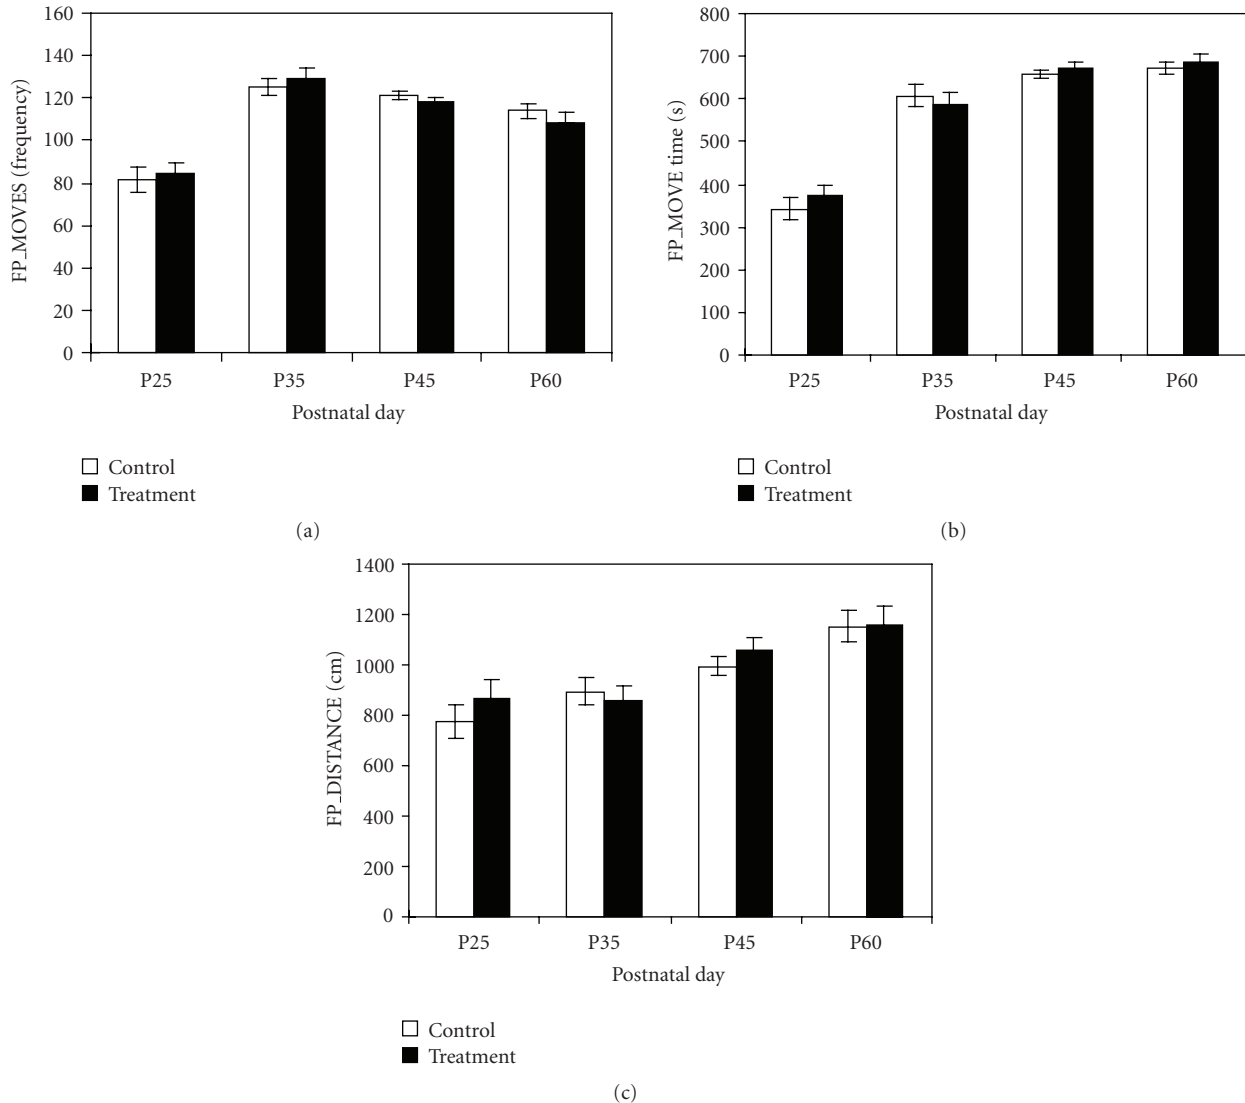 160
140
120
100
80
60
40
20
0
FP_MOVES (frequency)
P25 P35 P45 P60
Postnatal day
Control
Treatment
(a)
800
700
600
500
400
300
200
100
0
FP_MOVE time (s)
P25 P35 P45 P60
Postnatal day
Control
Treatment
(b)
1400
1200
1000
800
600
400
200
0
FP_DISTANCE (cm)
P25 P35 P45 P60
Postnatal day
Control
Treatment
(c)